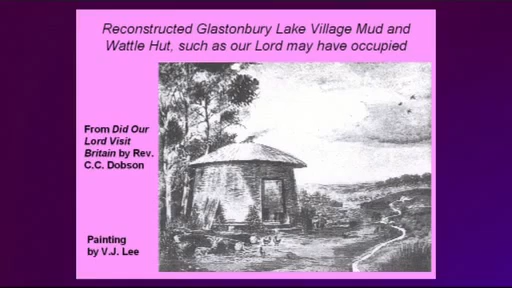 Reconstructed Glastonbury Lake Village Mud and
Wattle Hut, such as our Lord may have occupied
From Did Our
Lord Visit
Britain by Rev.
C.C. Dobson
Painting
by V.J. Lee